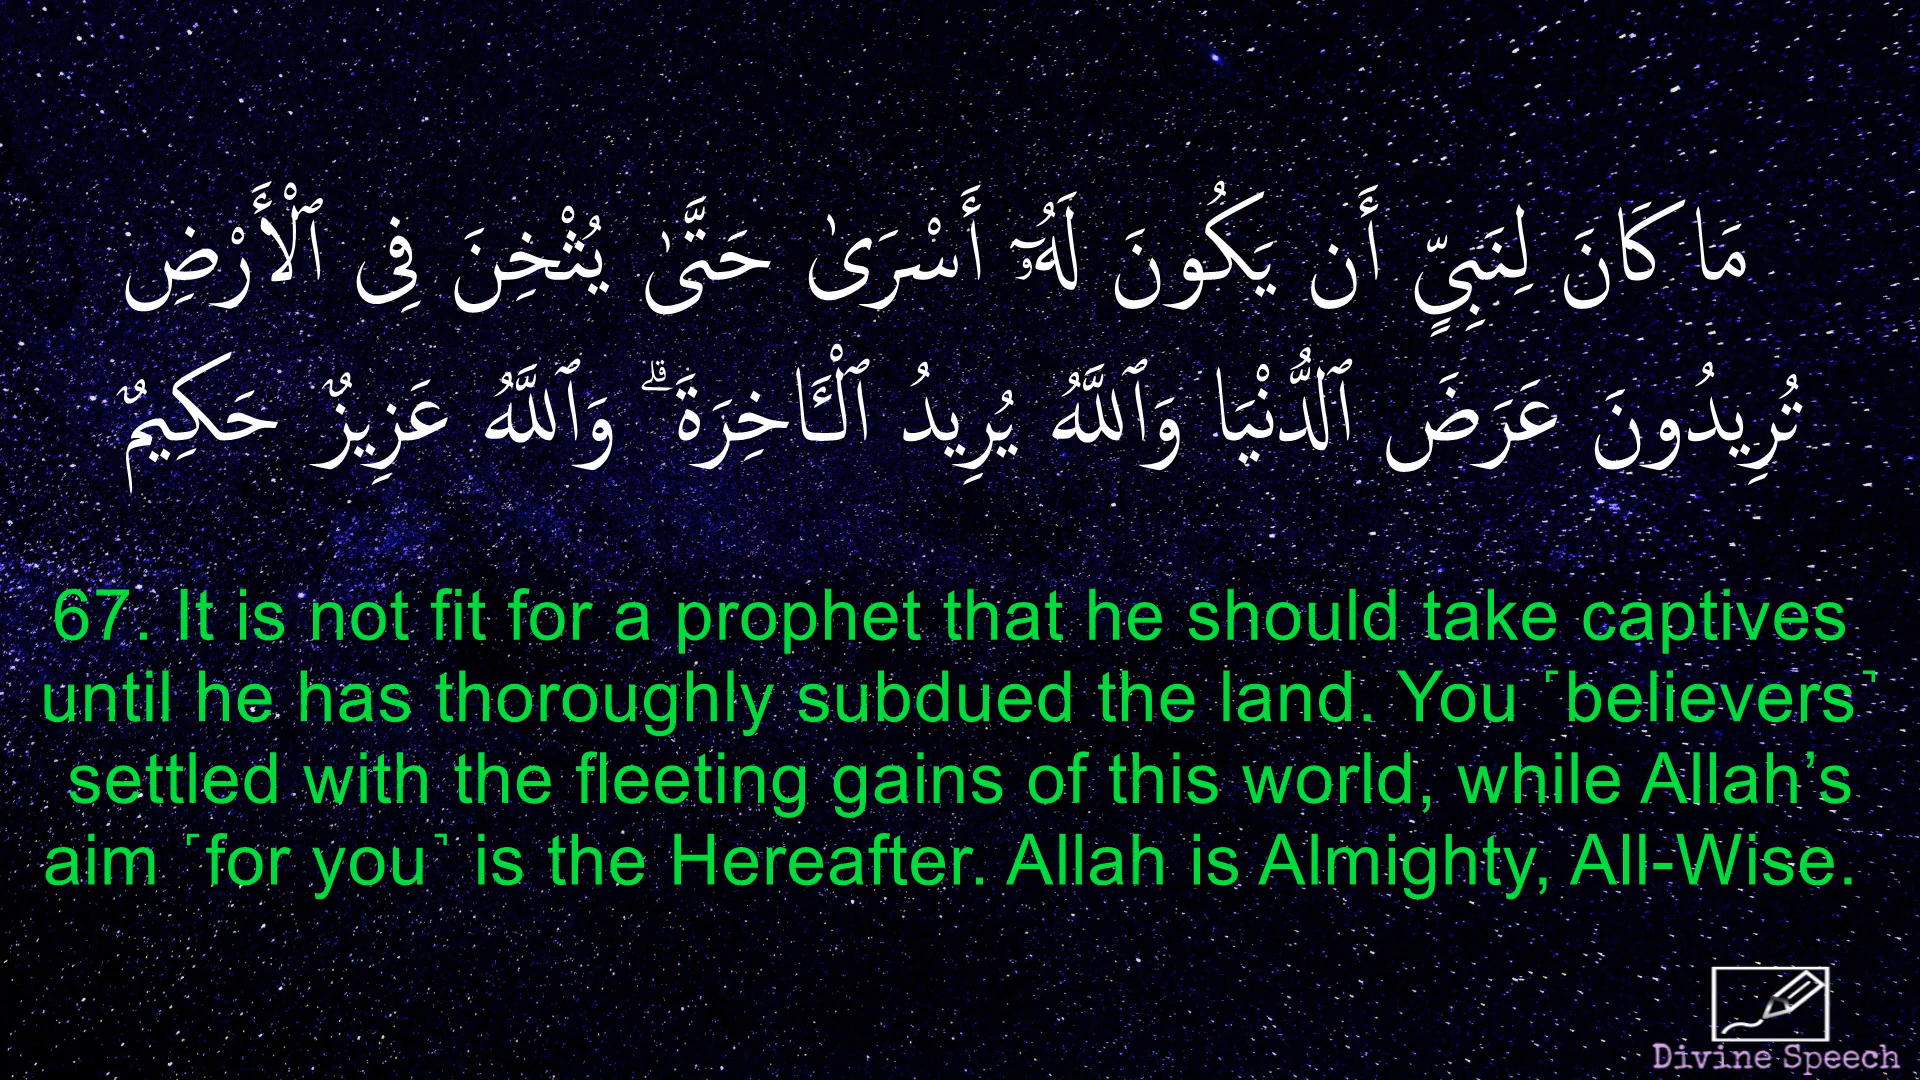 مَا كَانَ لِنَبِىٍّ أَن يَكُونَ لَهُۥٓ أَسْرَىٰ حَتَّىٰ يُثْخِنَ فِى ٱلْأَرْضِ
تُرِيدُونَ عَرَضَ ٱلدُّنْيَا وَٱللَّهُ يُرِيدُ ٱلْـَٔاخِرَةَ ۗ وَٱللَّهُ عَزِيزٌ حَكِيمٌ
67. It is not fit for a prophet that he should take captives
until he has thoroughly subdued the land. You ˹believers˺
settled with the fleeting gains of this world, while Allah’s
aim ˹for you˺ is the Hereafter. Allah is Almighty, All-Wise.
Divine Speech